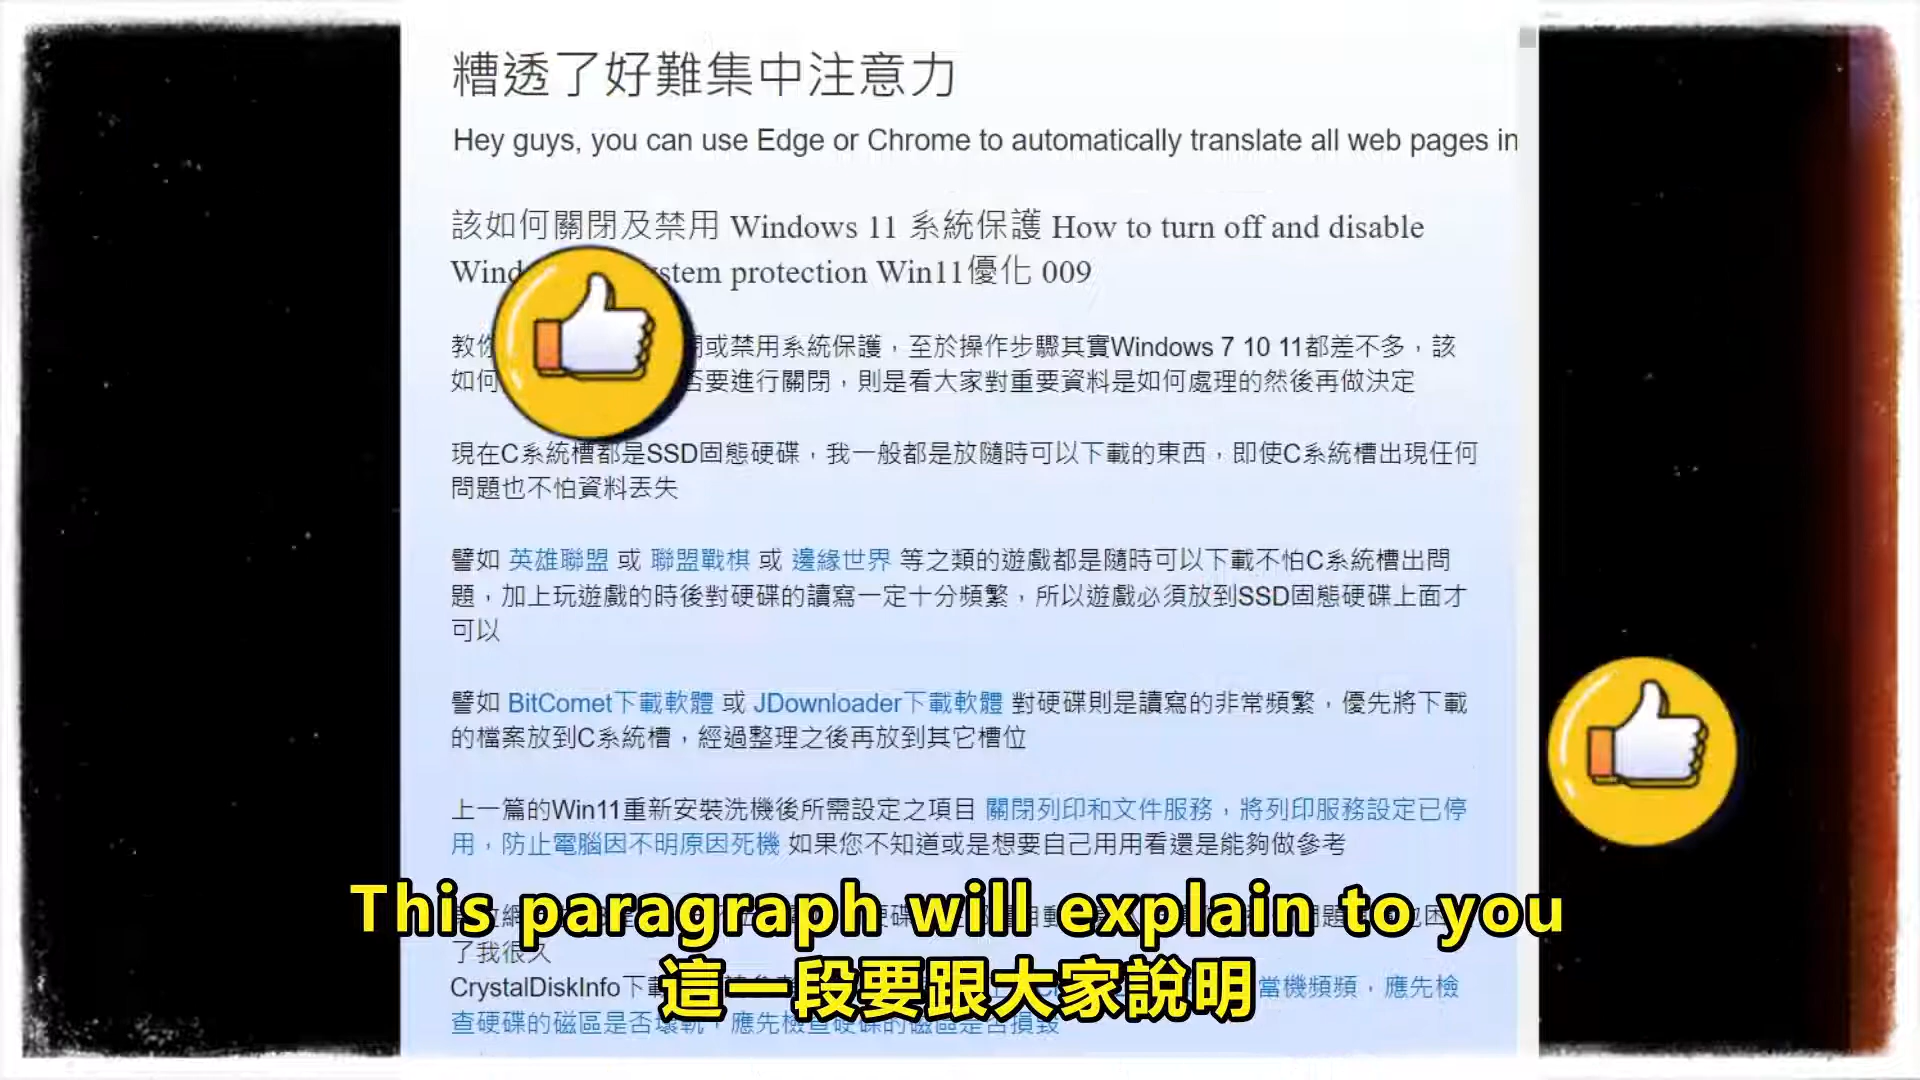 糟透了好難集中注意力
Hey guys, you can use Edge or Chrome to automatically translate all web pages in
該如何關閉及禁用 Windows 11 系統保護 How to turn off and disable
Wind stem protection Win11優化 009
教你 或禁用系統保護，至於操作步驟其實Windows 7 10 11都差不多，該
如何 否要進行關閉，則是看大家對重要資料是如何處理的然後再做決定
現在C系統槽都是SSD固態硬碟，我一般都是放隨時可以下載的東西，即使C系統槽出現任何
問題也不怕資料丟失
譬如 英雄聯盟 或 聯盟戰棋 或 邊緣世界 等之類的遊戲都是隨時可以下載不怕C系統槽出問
題，加上玩遊戲的時後對硬碟的讀寫一定十分頻繁，所以遊戲必須放到SSD固態硬碟上面才
可以
譬如 BitComet下載軟體 或 JDownloader下載軟體 對硬碟則是讀寫的非常頻繁，優先將下載
的檔案放到C系統槽，經過整理之後再放到其它槽位
上一篇的Win11重新安裝洗機後所需設定之項目 關閉列印和文件服務，將列印服務設定已停
用，防止電腦因不明原因死機 如果您不知道或是想要自己用用看還是能夠做參考
This paragraph will explain to you
了我很久
這一段要跟大家說明
CrystalDiskInfo下載 當機頻頻，應先檢
查硬碟的磁區是否壞軌，應先檢查硬碟的磁區是否損毀